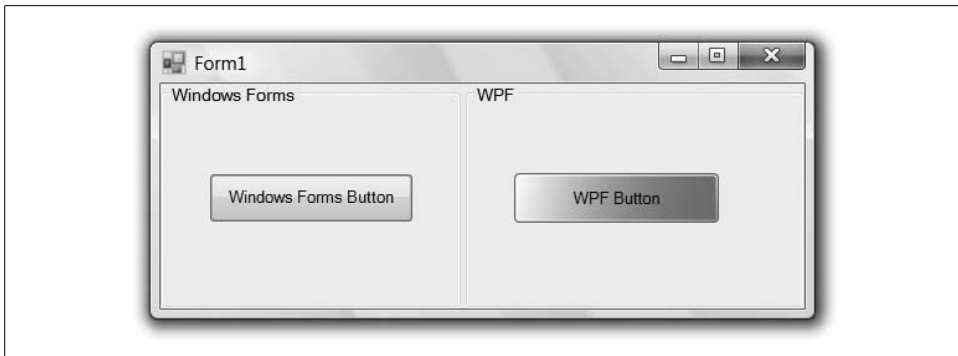 Form1
Windows Forms
WPF
Windows Forms Button
WPF Button